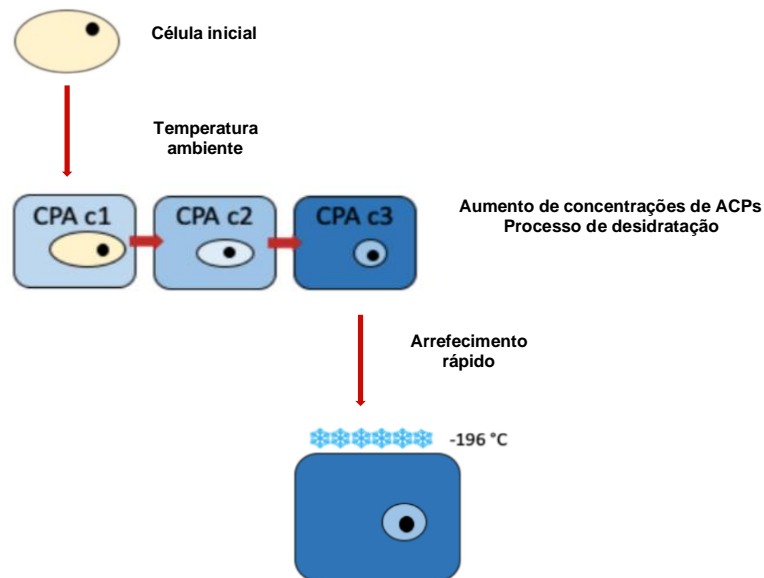 Célula inicial
Temperatura
ambiente
CPA c1
CPA c2
CPA c3
Aumento de concentrações de ACPs
Processo de desidratação
Arrefecimento
rápido
-196 °C